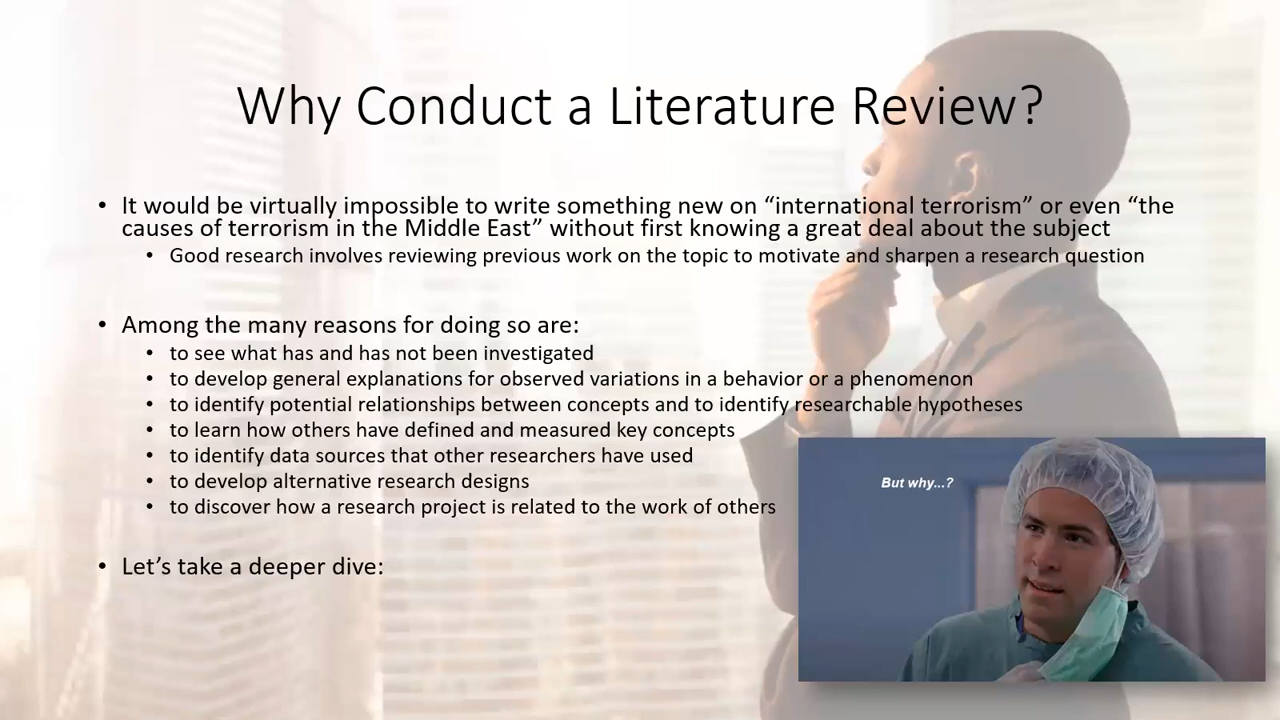 Why Conduct a Literature Review?
• It would be virtually impossible to write something new on “international terrorism” or even “the
causes of terrorism in the Middle East” without first knowing a great deal about the subject
• Good research involves reviewing previous work on the topic to motivate and sharpen a research question
• Among the many reasons for doing so are:
• to see what has and has not been investigated
• to develop general explanations for observed variations in a behavior or a phenomenon
• to identify potential relationships between concepts and to identify researchable hypotheses
• to learn how others have defined and measured key concepts
• to identify data sources that other researchers have used
• to develop alternative research designs
• to discover how a research project is related to the work of others
• Let’s take a deeper dive:
But why...?